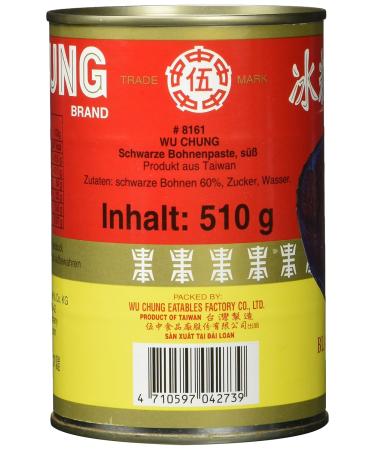 UNG
BRAND
TRADE 伍 MARK
冰
# 8161
WU CHUNG
Schwarze Bohnenpaste, süß
Produkt aus Taiwan
Zutaten: schwarze Bohnen 60%, Zucker, Wasser.
Inhalt: 510 g
PACKED BY:
WU CHUNG EATABLES FACTORY CO., LTD.
PRODUCT OF TAIWAN 台灣製造
伍中食品廠股份有限公司出品
SẢN XUẤT TẠI ĐÀI LOAN
4 710597 042739